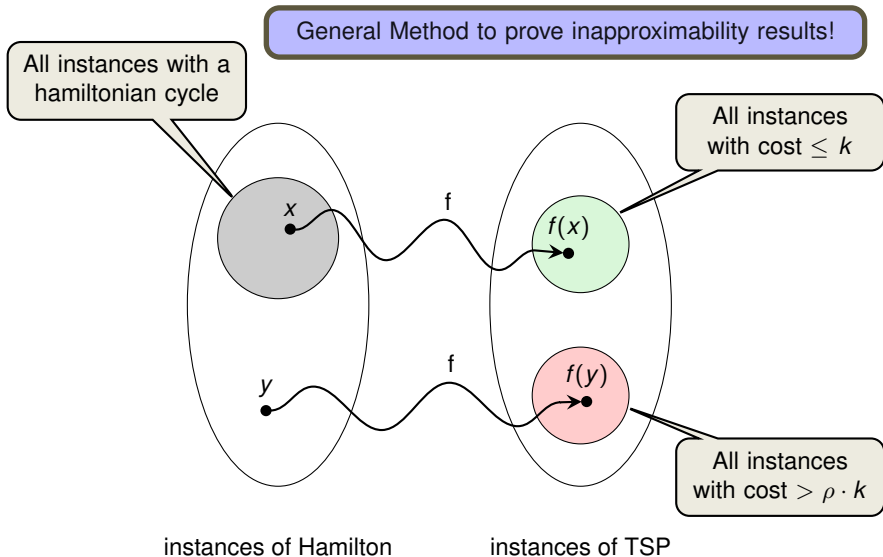 General Method to prove inapproximability results!
All instances with a
hamiltonian cycle
All instances
with cost ≤ k
x
f
f(x)
y
f
f(y)
All instances
with cost > ρ · k
instances of Hamilton
instances of TSP